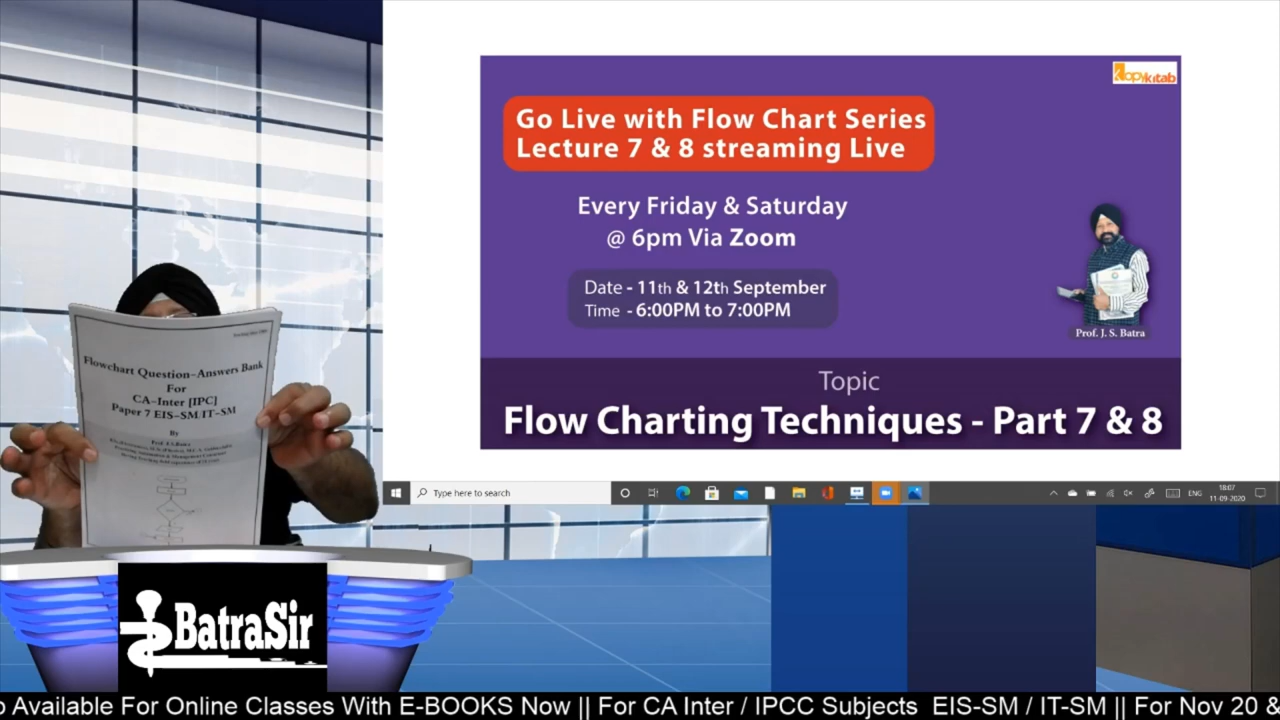 Kopykitab
Go Live with Flow Chart Series
Lecture 7 & 8 streaming Live
Every Friday & Saturday
@ 6pm Via Zoom
Date - 11th & 12th September
Time - 6:00PM to 7:00PM
Prof. J. S. Batra
Topic
Flow Charting Techniques - Part 7 & 8
Type here to search
ENG
18:07
11-09-2020
Flowchart Question-Answers Bank
For
CA-Inter [IPC]
Paper 7 EIS-SM/IT-SM
By
Prof. J.S.Batra
BatraSir
Available For Online Classes With E-BOOKS Now || For CA Inter / IPCC Subjects EIS-SM / IT-SM || For Nov 20 &